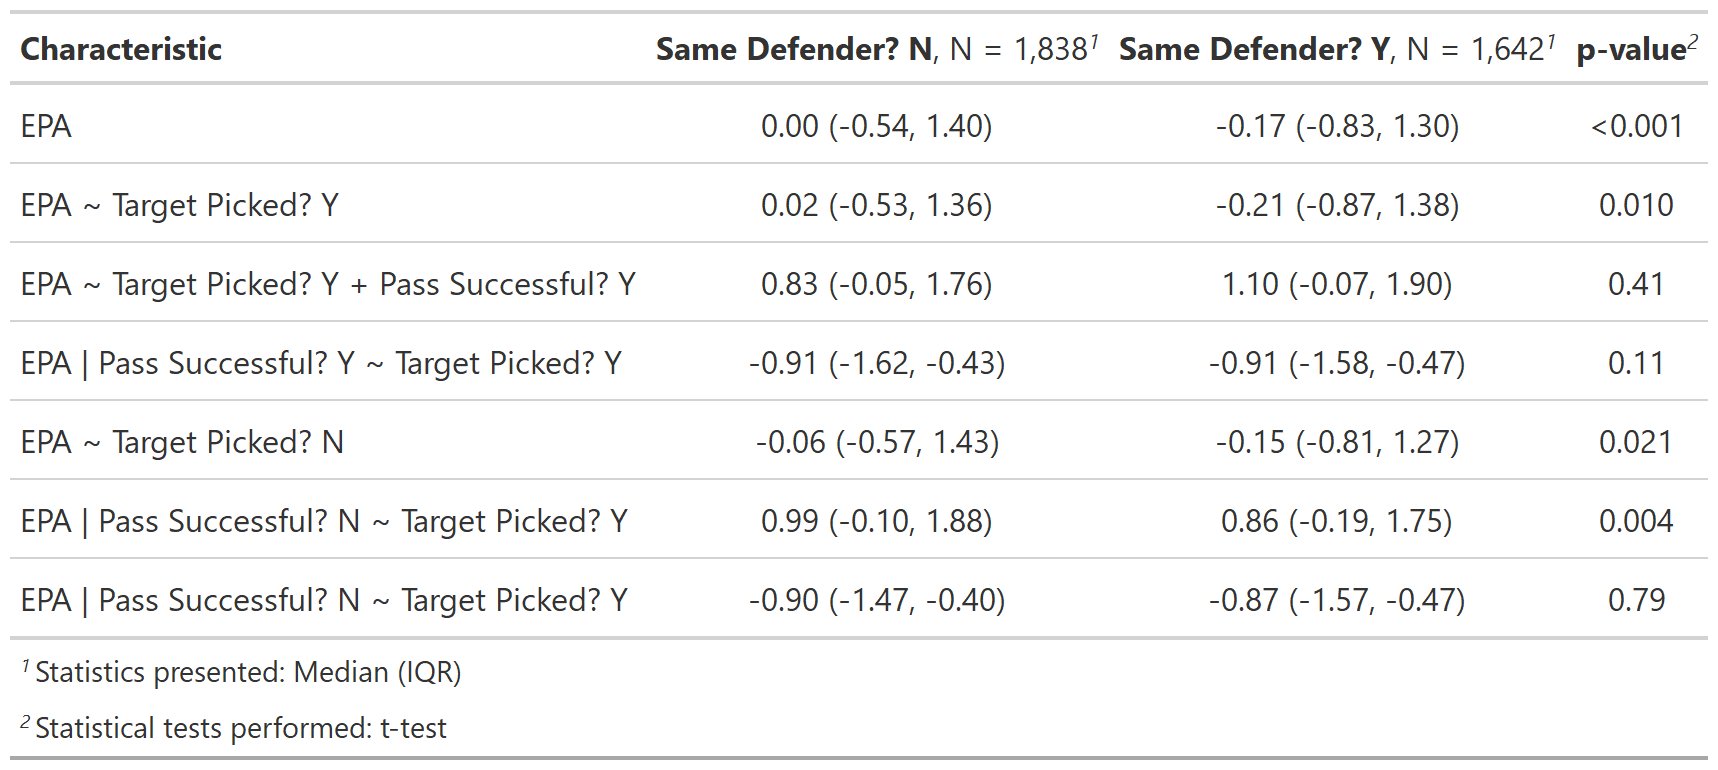 Characteristic Same Defender? N, N = 1,838¹ Same Defender? Y, N = 1,642¹ p-value²
EPA 0.00 (-0.54, 1.40) -0.17 (-0.83, 1.30) <0.001
EPA ~ Target Picked? Y 0.02 (-0.53, 1.36) -0.21 (-0.87, 1.38) 0.010
EPA ~ Target Picked? Y + Pass Successful? Y 0.83 (-0.05, 1.76) 1.10 (-0.07, 1.90) 0.41
EPA | Pass Successful? Y ~ Target Picked? Y -0.91 (-1.62, -0.43) -0.91 (-1.58, -0.47) 0.11
EPA ~ Target Picked? N -0.06 (-0.57, 1.43) -0.15 (-0.81, 1.27) 0.021
EPA | Pass Successful? N ~ Target Picked? Y 0.99 (-0.10, 1.88) 0.86 (-0.19, 1.75) 0.004
EPA | Pass Successful? N ~ Target Picked? Y -0.90 (-1.47, -0.40) -0.87 (-1.57, -0.47) 0.79
¹ Statistics presented: Median (IQR)
² Statistical tests performed: t-test